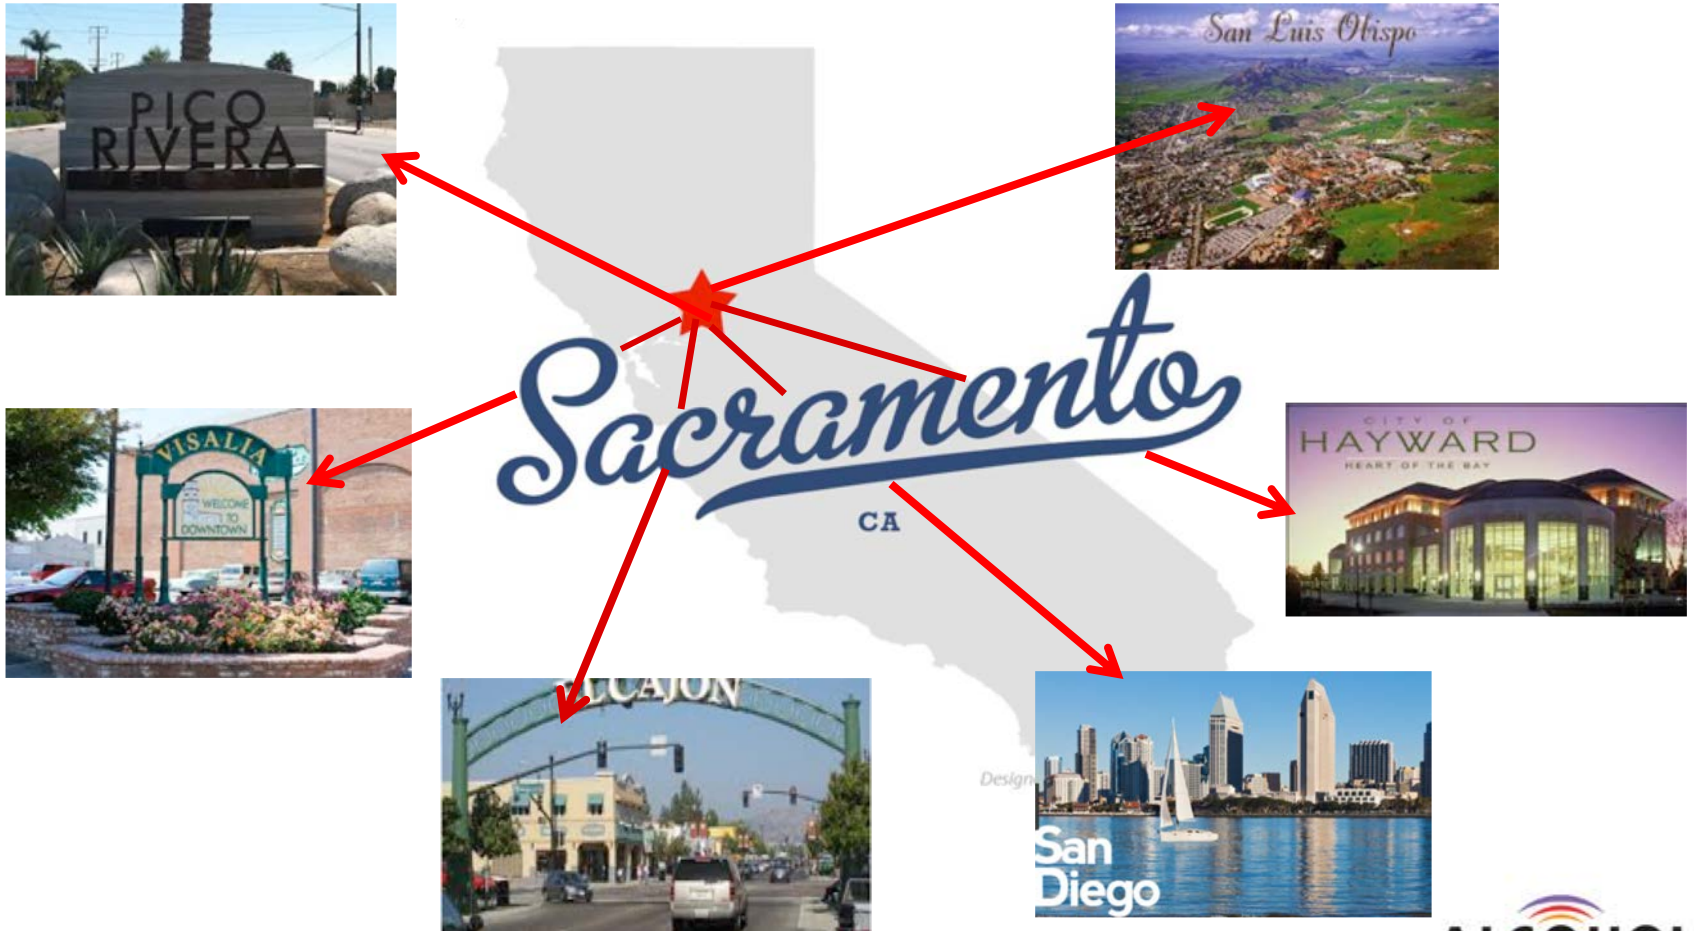 PICO
RIVERA
San Luis Obispo
Sacramento
CA
VISALIA
WELCOME
TO
DOWNTOWN
CITY OF
HAYWARD
HEART OF THE BAY
EL CAJON
San
Diego